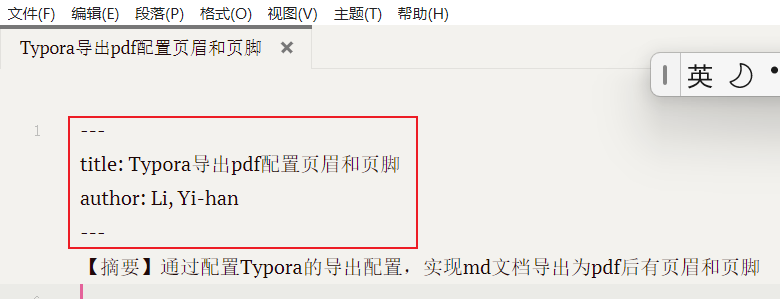 文件(F) 编辑(E) 段落(P) 格式(O) 视图(V) 主题(T) 帮助(H)
Typora导出pdf配置页眉和页脚 ×
英
1
---
title: Typora导出pdf配置页眉和页脚
author: Li, Yi-han
---
【摘要】通过配置Typora的导出配置，实现md文档导出为pdf后有页眉和页脚